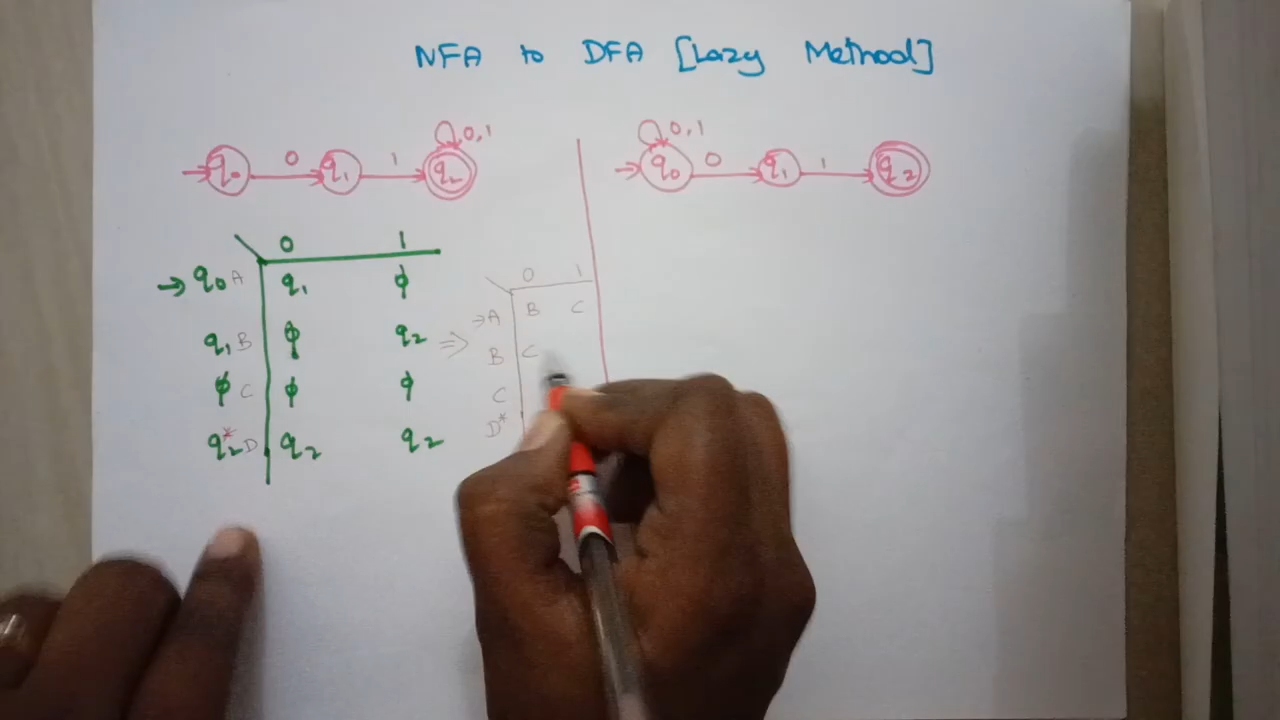 NFA to DFA [Lazy Method]
q0 0 q1 1 q2 0,1
q0 0,1 0 q1 1 q2
0 1
→ q0 A q1 ϕ
q1 B ϕ q2
ϕ C ϕ ϕ
q2* D q2 q2
⇒
0 1
→A B C
B C
C
D*